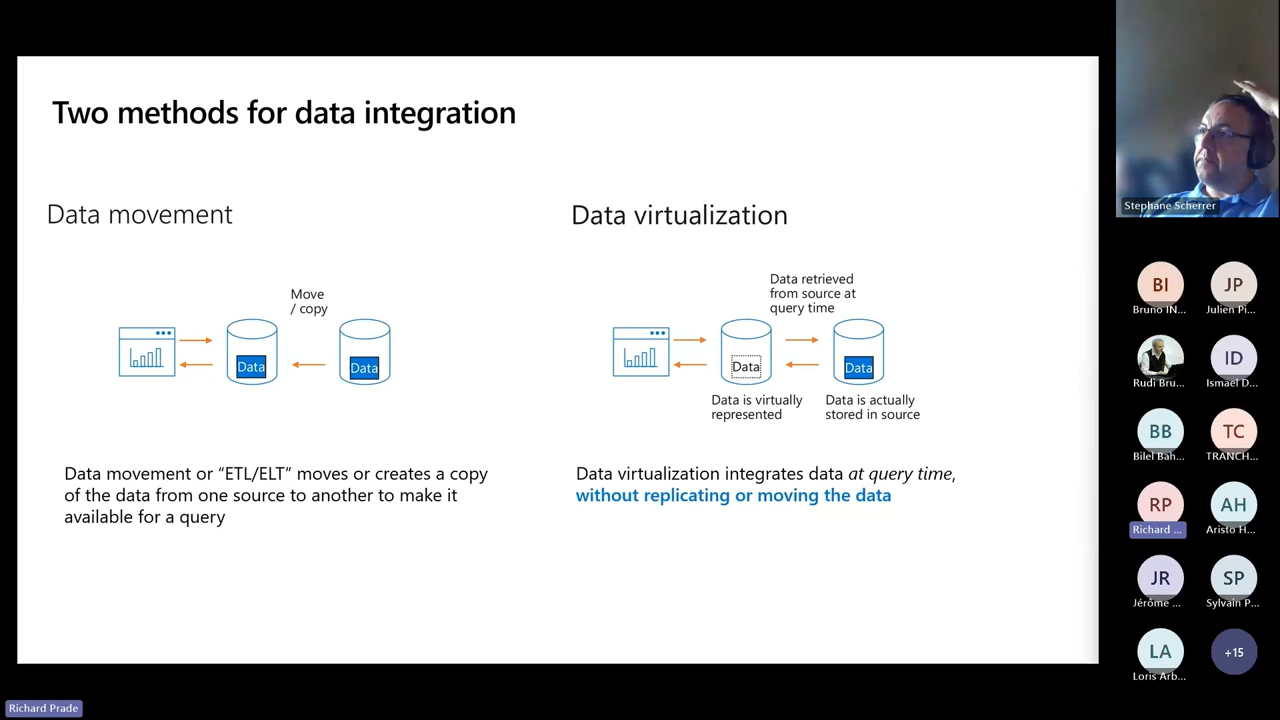 Two methods for data integration
Data movement
Move
/ copy
Data
Data
Data movement or “ETL/ELT” moves or creates a copy
of the data from one source to another to make it
available for a query
Data virtualization
Data retrieved
from source at
query time
Data
Data
Data is virtually
represented
Data is actually
stored in source
Data virtualization integrates data at query time,
without replicating or moving the data
Stephane Scherrer
BI
Bruno IN...
JP
Julien Pi...
Rudi Bru...
ID
Ismael D...
BB
Bilel Bah...
TC
TRANCH...
RP
Richard ...
AH
Aristo H...
JR
Jérôme ...
SP
Sylvain P...
LA
Loris Arb...
+15
Richard Prade